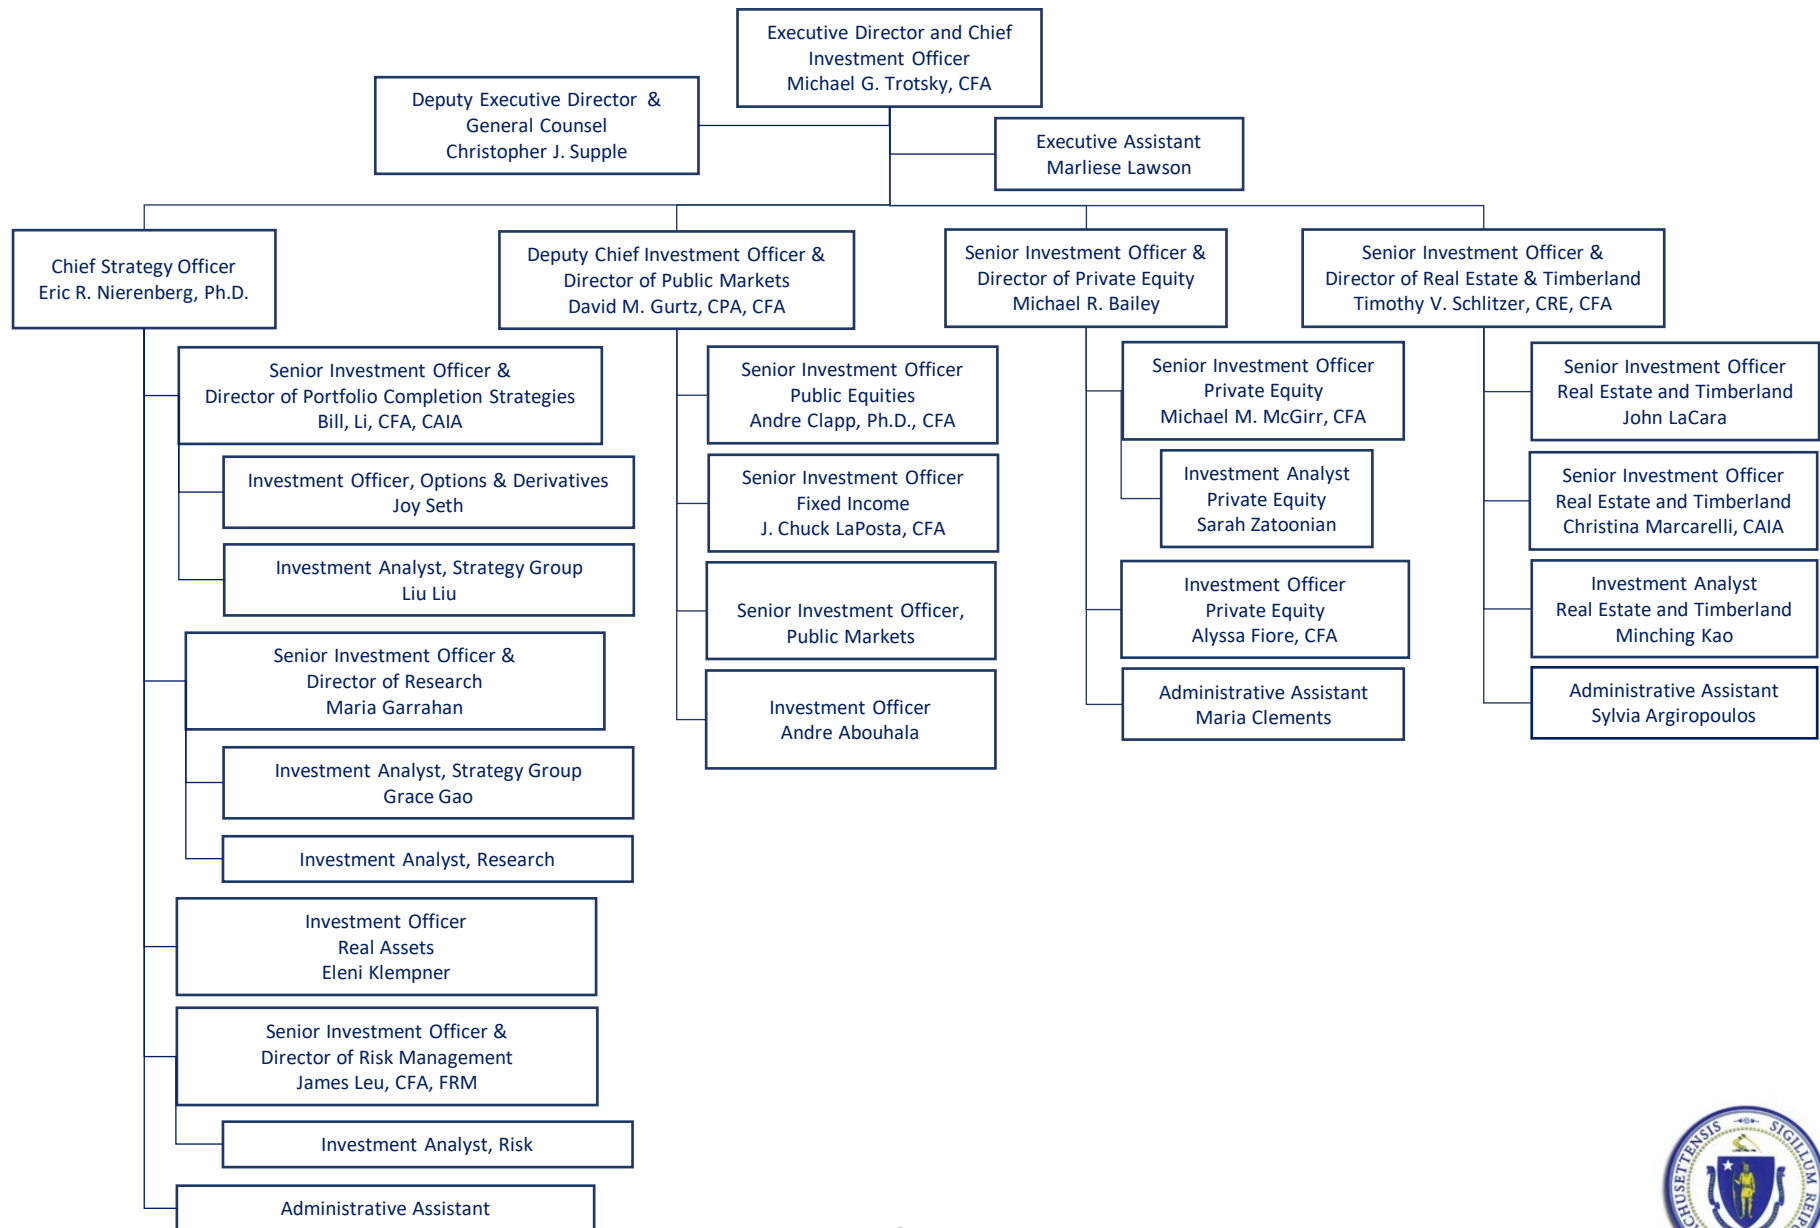 Executive Director and Chief
Investment Officer
Michael G. Trotsky, CFA
Deputy Executive Director &
General Counsel
Christopher J. Supple
Executive Assistant
Marliese Lawson
Chief Strategy Officer
Eric R. Nierenberg, Ph.D.
Deputy Chief Investment Officer &
Director of Public Markets
David M. Gurtz, CPA, CFA
Senior Investment Officer &
Director of Private Equity
Michael R. Bailey
Senior Investment Officer &
Director of Real Estate & Timberland
Timothy V. Schlitzer, CRE, CFA
Senior Investment Officer &
Director of Portfolio Completion Strategies
Bill, Li, CFA, CAIA
Investment Officer, Options & Derivatives
Joy Seth
Investment Analyst, Strategy Group
Liu Liu
Senior Investment Officer &
Director of Research
Maria Garrahan
Investment Analyst, Strategy Group
Grace Gao
Investment Analyst, Research
Investment Officer
Real Assets
Eleni Klempner
Senior Investment Officer &
Director of Risk Management
James Leu, CFA, FRM
Investment Analyst, Risk
Administrative Assistant
Senior Investment Officer
Public Equities
Andre Clapp, Ph.D., CFA
Senior Investment Officer
Fixed Income
J. Chuck LaPosta, CFA
Senior Investment Officer,
Public Markets
Investment Officer
Andre Abouhala
Senior Investment Officer
Private Equity
Michael M. McGirr, CFA
Investment Analyst
Private Equity
Sarah Zatoonian
Investment Officer
Private Equity
Alyssa Fiore, CFA
Administrative Assistant
Maria Clements
Senior Investment Officer
Real Estate and Timberland
John LaCara
Senior Investment Officer
Real Estate and Timberland
Christina Marcarelli, CAIA
Investment Analyst
Real Estate and Timberland
Minching Kao
Administrative Assistant
Sylvia Argiropoulos
SIGILLUM